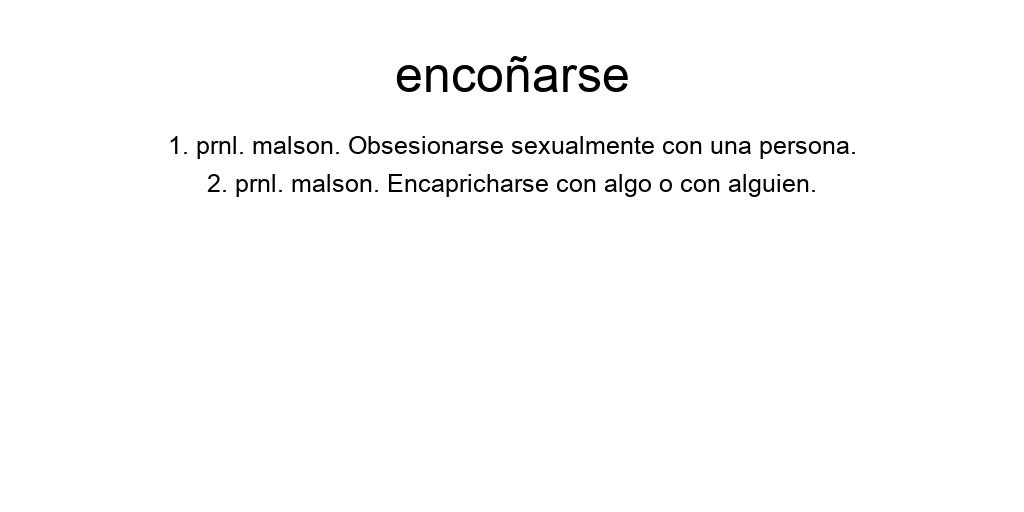 encoñarse
1. prnl. malson. Obsesionarse sexualmente con una persona.
2. prnl. malson. Encapricharse con algo o con alguien.